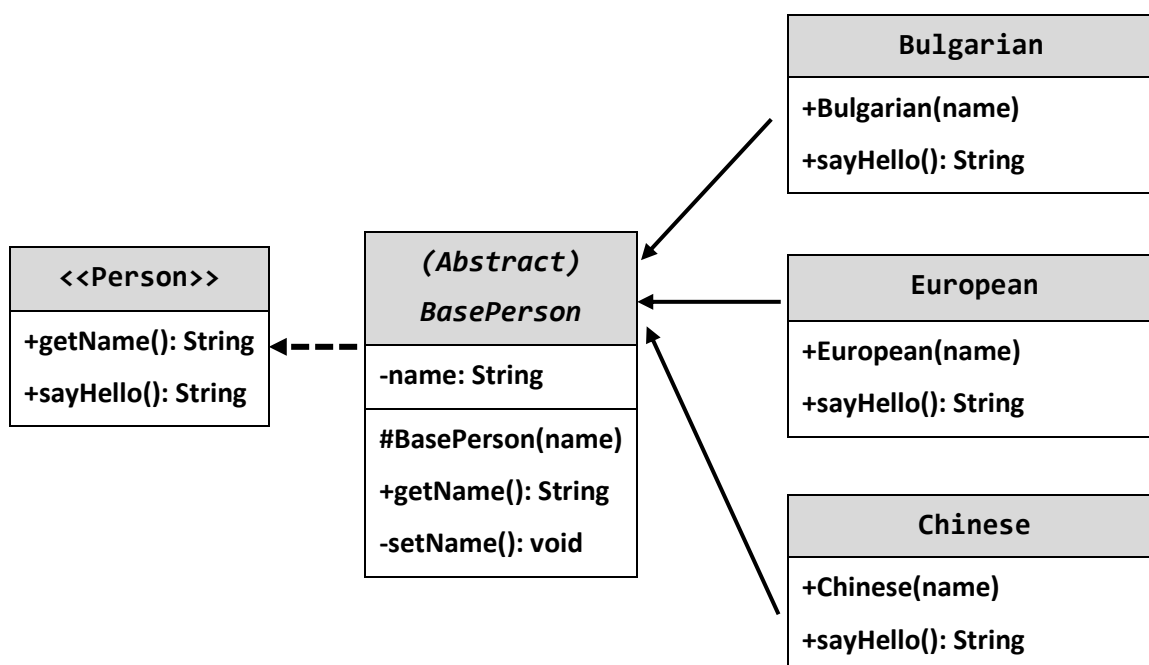 <<Person>>
+getName(): String
+sayHello(): String
(Abstract)
BasePerson
-name: String
#BasePerson(name)
+getName(): String
-setName(): void
Bulgarian
+Bulgarian(name)
+sayHello(): String
European
+European(name)
+sayHello(): String
Chinese
+Chinese(name)
+sayHello(): String